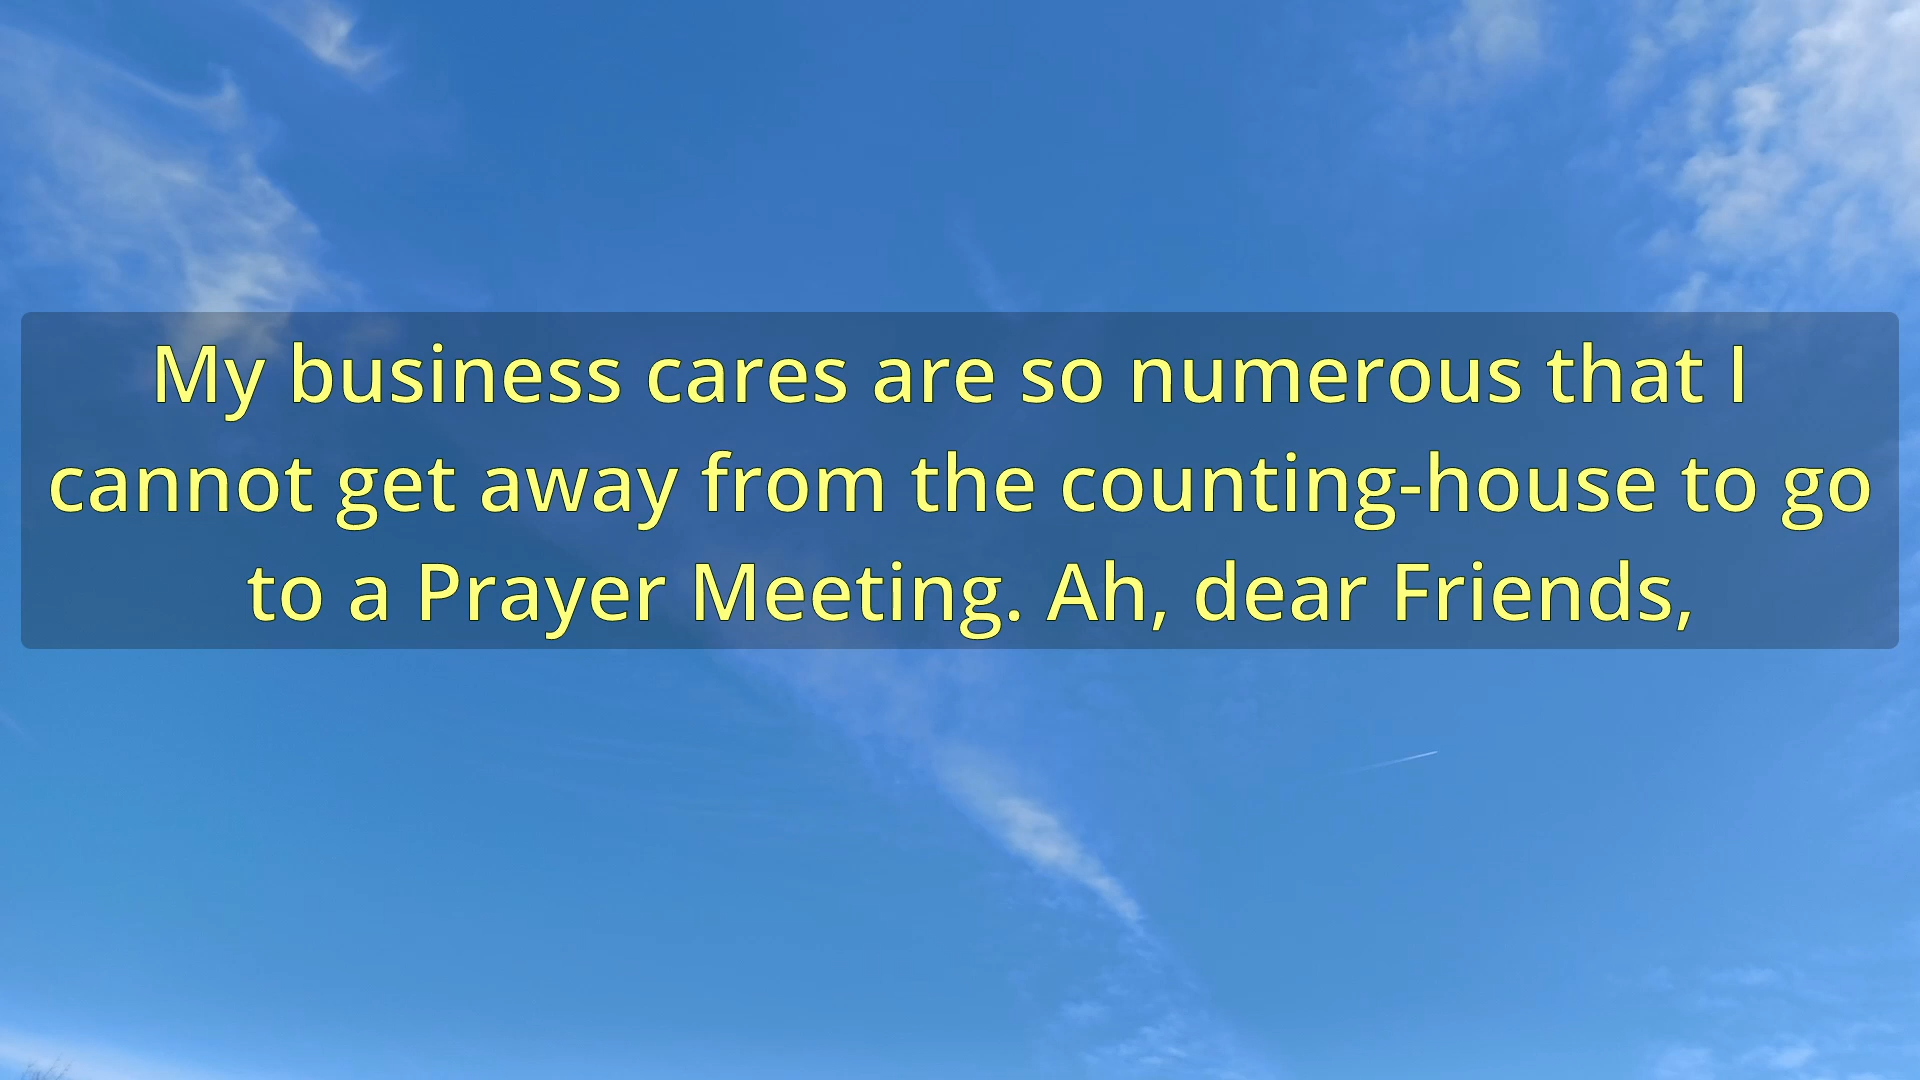 My business cares are so numerous that I
cannot get away from the counting-house to go
to a Prayer Meeting. Ah, dear Friends,